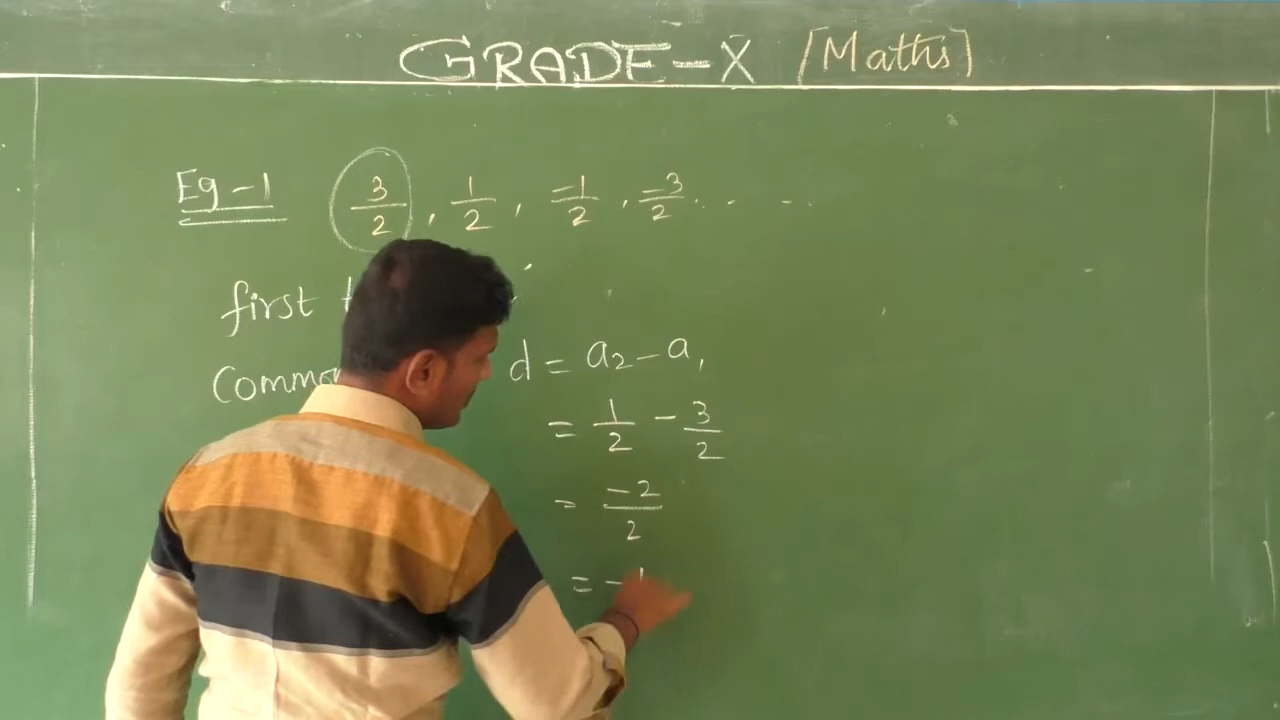 GRADE-X [Maths]
Eg-1 3/2, 1/2, -1/2, -3/2 . . . .
first
d = a₂ - a₁
= 1/2 - 3/2
= -2/2
= -1